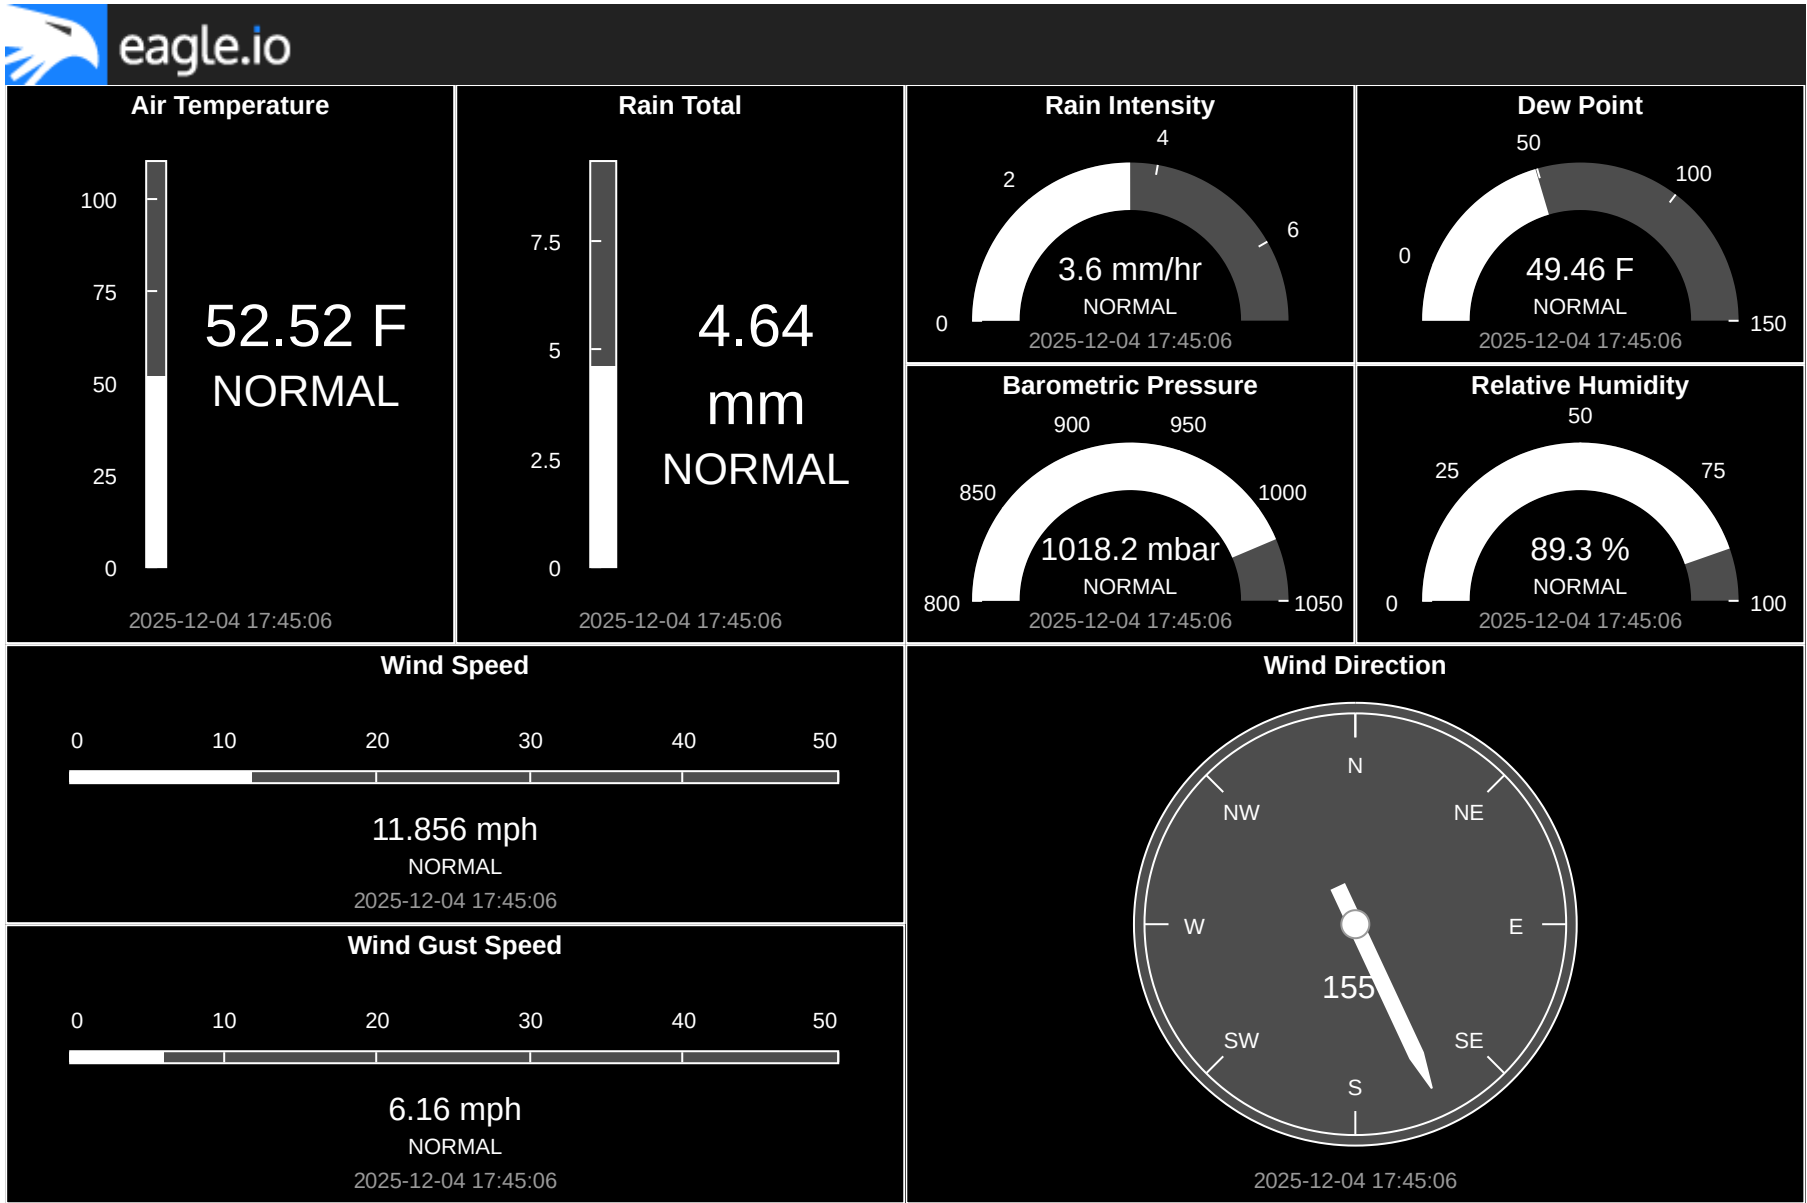 eagle.io
Air Temperature
100
75
50
25
0
52.52 F
NORMAL
2025-12-04 17:45:06
Rain Total
7.5
5
2.5
0
4.64
mm
NORMAL
2025-12-04 17:45:06
Rain Intensity
0
2
4
6
3.6 mm/hr
NORMAL
2025-12-04 17:45:06
Dew Point
0
50
100
150
49.46 F
NORMAL
2025-12-04 17:45:06
Barometric Pressure
800
850
900
950
1000
1050
1018.2 mbar
NORMAL
2025-12-04 17:45:06
Relative Humidity
0
25
50
75
100
89.3 %
NORMAL
2025-12-04 17:45:06
Wind Speed
0 10 20 30 40 50
11.856 mph
NORMAL
2025-12-04 17:45:06
Wind Gust Speed
0 10 20 30 40 50
6.16 mph
NORMAL
2025-12-04 17:45:06
Wind Direction
N
NW NE
W E
155
SW SE
S
2025-12-04 17:45:06